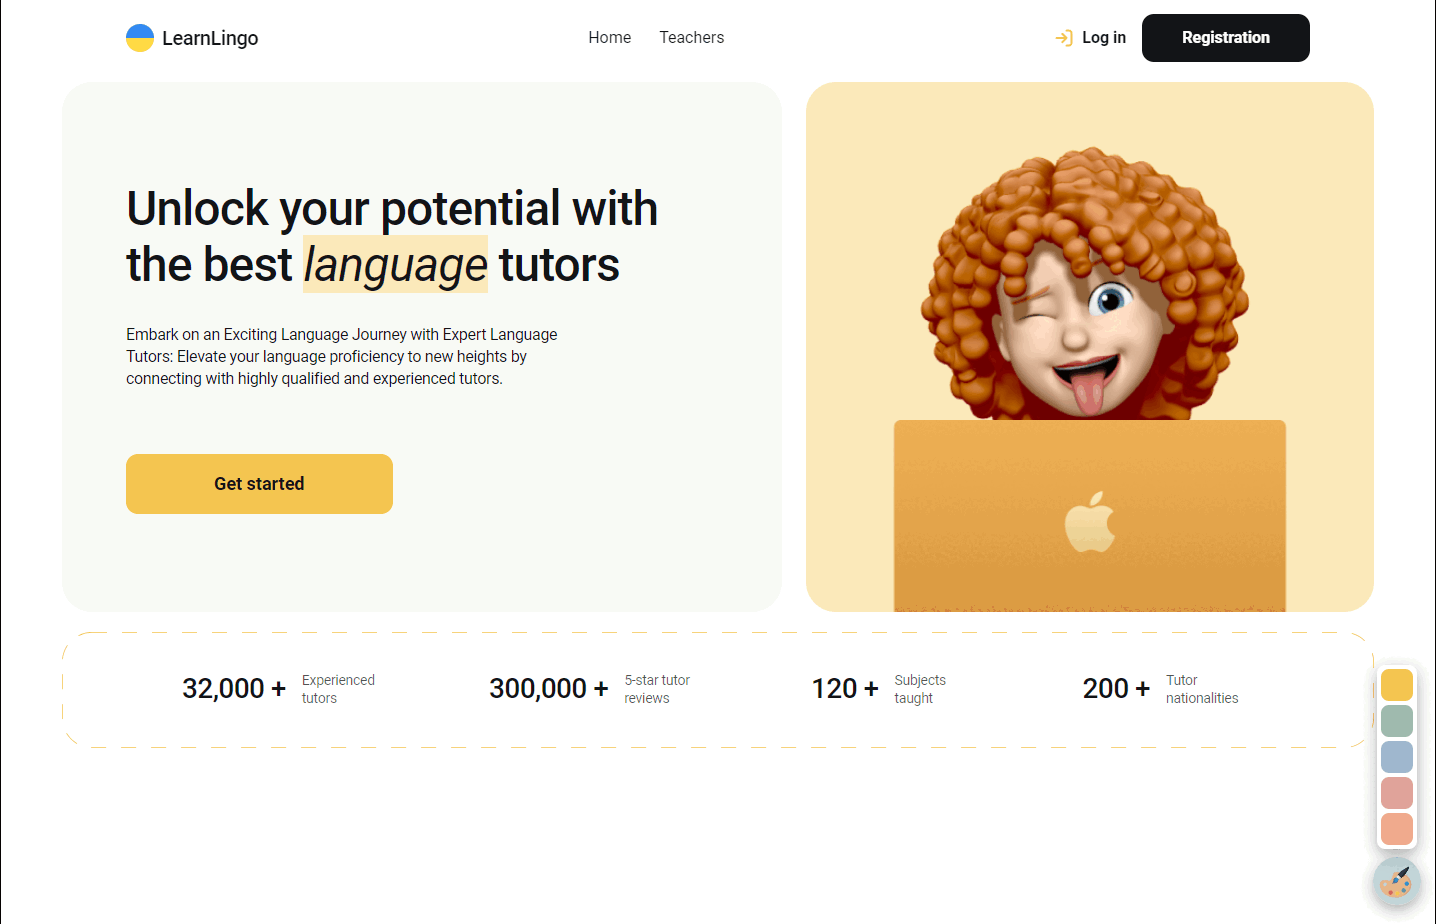 LearnLingo
Home
Teachers
Log in
Registration
Unlock your potential with
the best language tutors
Embark on an Exciting Language Journey with Expert Language
Tutors: Elevate your language proficiency to new heights by
connecting with highly qualified and experienced tutors.
Get started
32,000 +
Experienced
tutors
300,000 +
5-star tutor
reviews
120 +
Subjects
taught
200 +
Tutor
nationalities